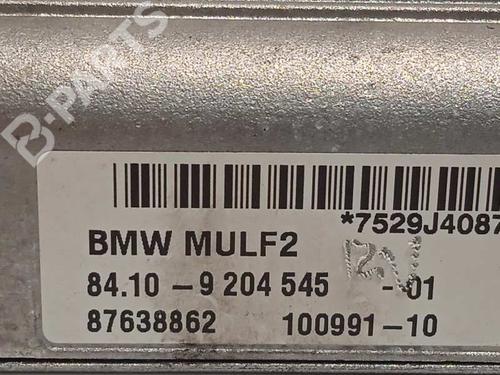 B-PARTS
*7529J4087
BMW MULF2
84.10 - 9 204 545 - 01
87638862 100991-10